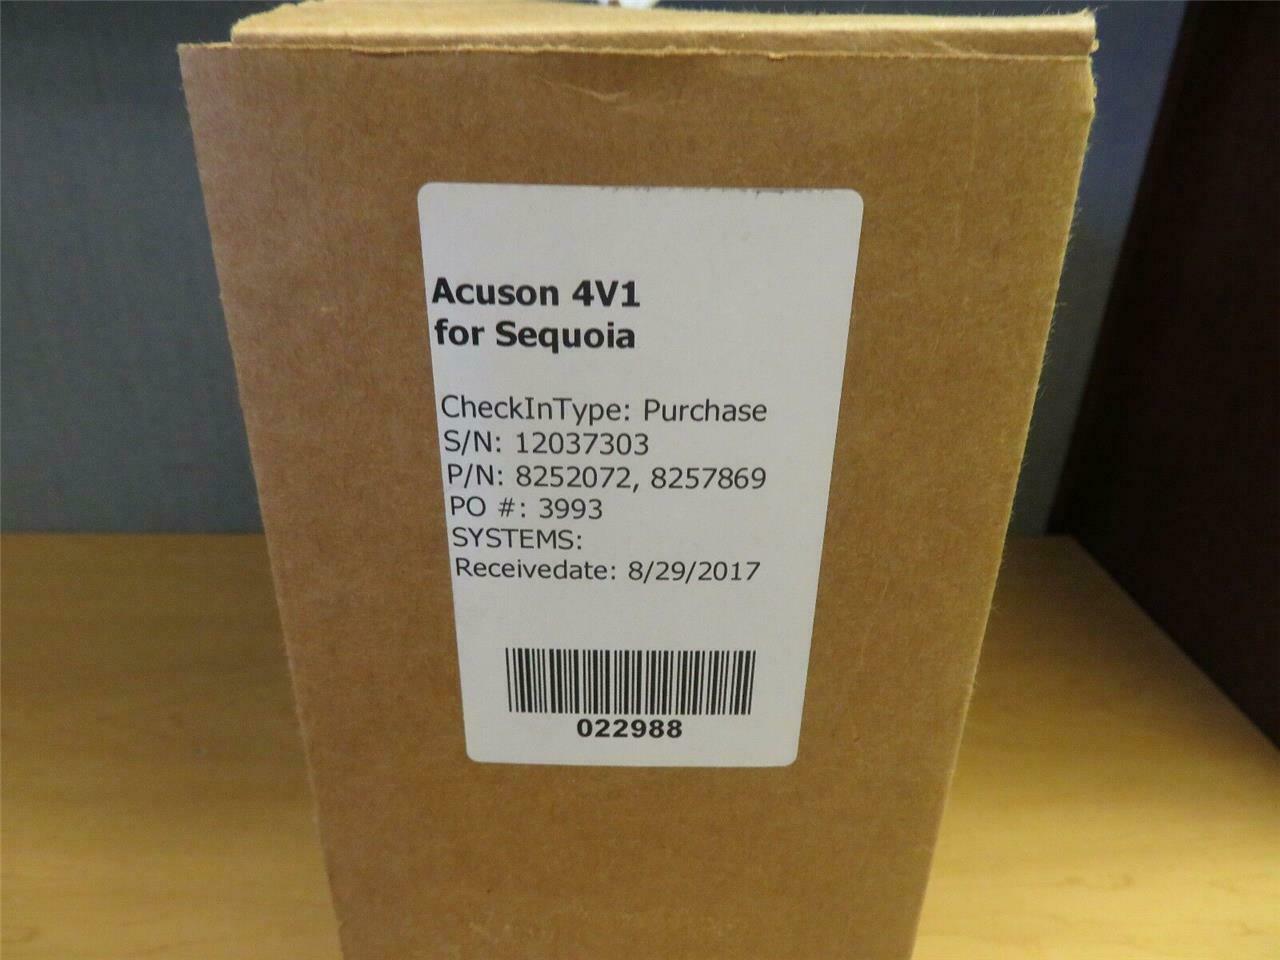 Acuson 4V1
for Sequoia
CheckInType: Purchase
S/N: 12037303
P/N: 8252072, 8257869
PO #: 3993
SYSTEMS:
Receivedate: 8/29/2017
022988